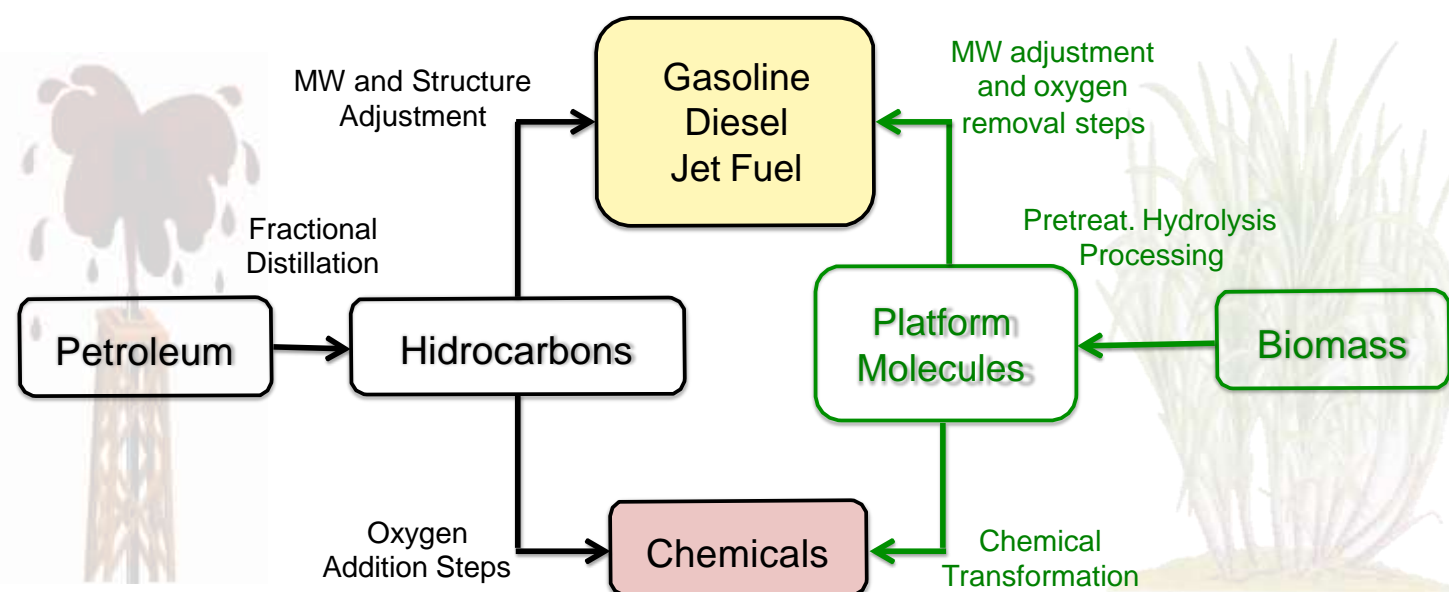 MW and Structure
Adjustment
Gasoline
Diesel
Jet Fuel
MW adjustment
and oxygen
removal steps
Fractional
Distillation
Pretreat. Hydrolysis
Processing
Petroleum
Hidrocarbons
Platform
Molecules
Biomass
Oxygen
Addition Steps
Chemicals
Chemical
Transformation